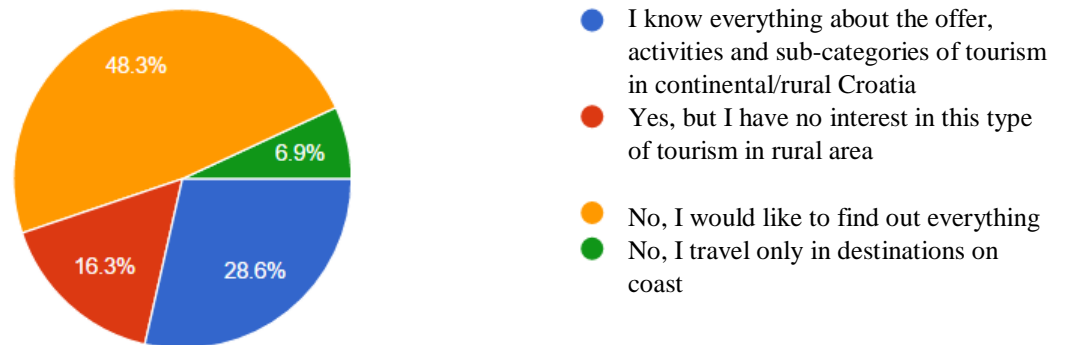 48.3%
6.9%
16.3%
28.6%
I know everything about the offer,
activities and sub-categories of tourism
in continental/rural Croatia
Yes, but I have no interest in this type
of tourism in rural area
No, I would like to find out everything
No, I travel only in destinations on
coast